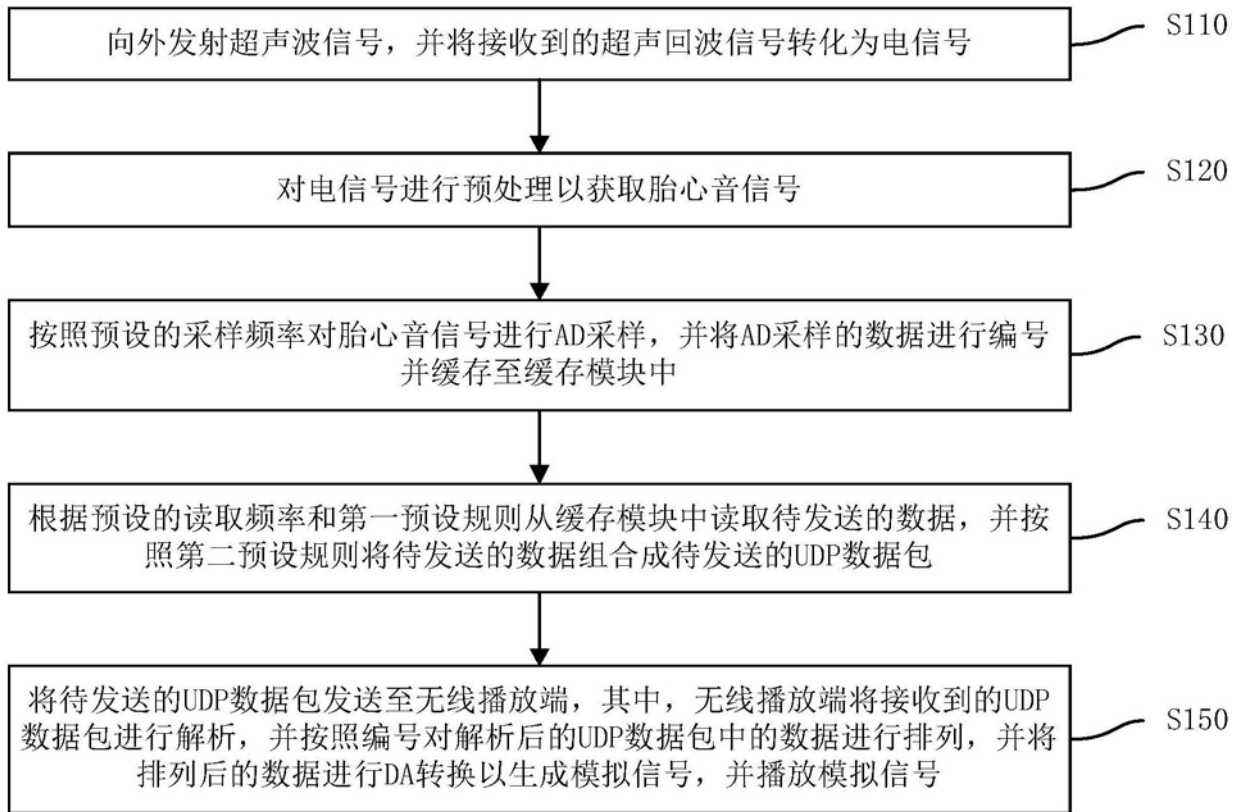 向外发射超声波信号，并将接收到的超声回波信号转化为电信号
S110
对电信号进行预处理以获取胎心音信号
S120
按照预设的采样频率对胎心音信号进行AD采样，并将AD采样的数据进行编号
并缓存至缓存模块中
S130
根据预设的读取频率和第一预设规则从缓存模块中读取待发送的数据，并按
照第二预设规则将待发送的数据组合成待发送的UDP数据包
S140
将待发送的UDP数据包发送至无线播放端，其中，无线播放端将接收到的UDP
数据包进行解析，并按照编号对解析后的UDP数据包中的数据进行排列，并将
排列后的数据进行DA转换以生成模拟信号，并播放模拟信号
S150